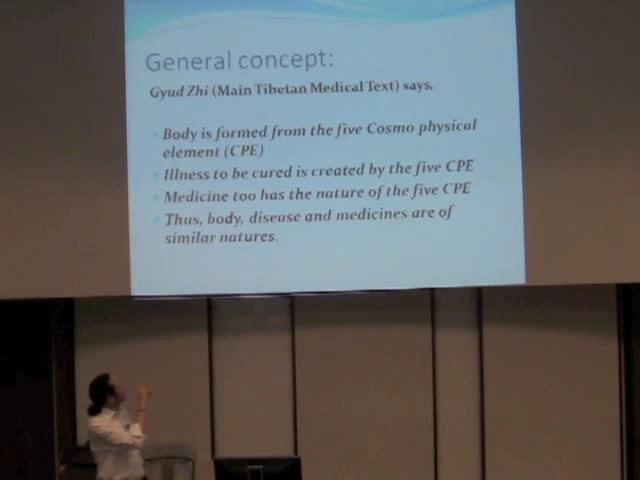 General concept:
Gyud Zhi (Main Tibetan Medical Text) says,
Body is formed from the five Cosmo physical
element (CPE)
Illness to be cured is created by the five CPE
Medicine too has the nature of the five CPE
Thus, body, disease and medicines are of
similar natures.